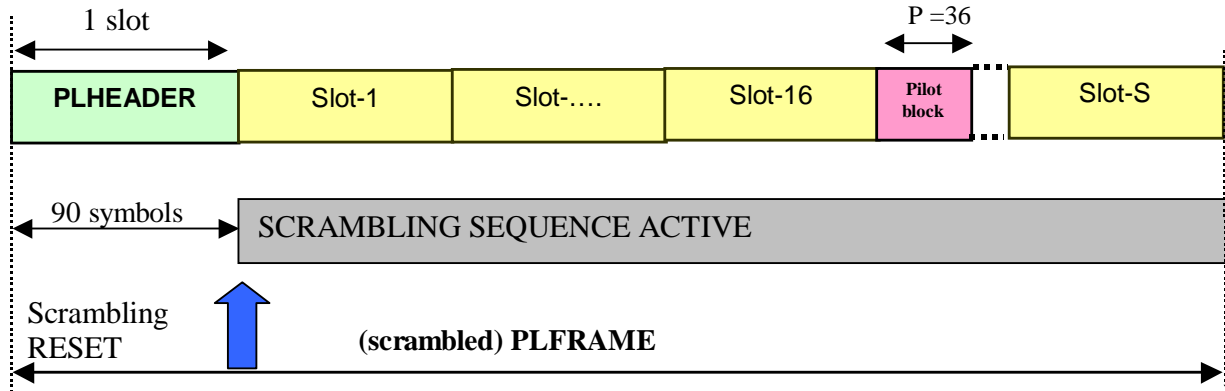 1 slot
P =36
PLHEADER
Slot-1
Slot-….
Slot-16
Pilot
block
Slot-S
90 symbols
SCRAMBLING SEQUENCE ACTIVE
Scrambling
RESET
(scrambled) PLFRAME